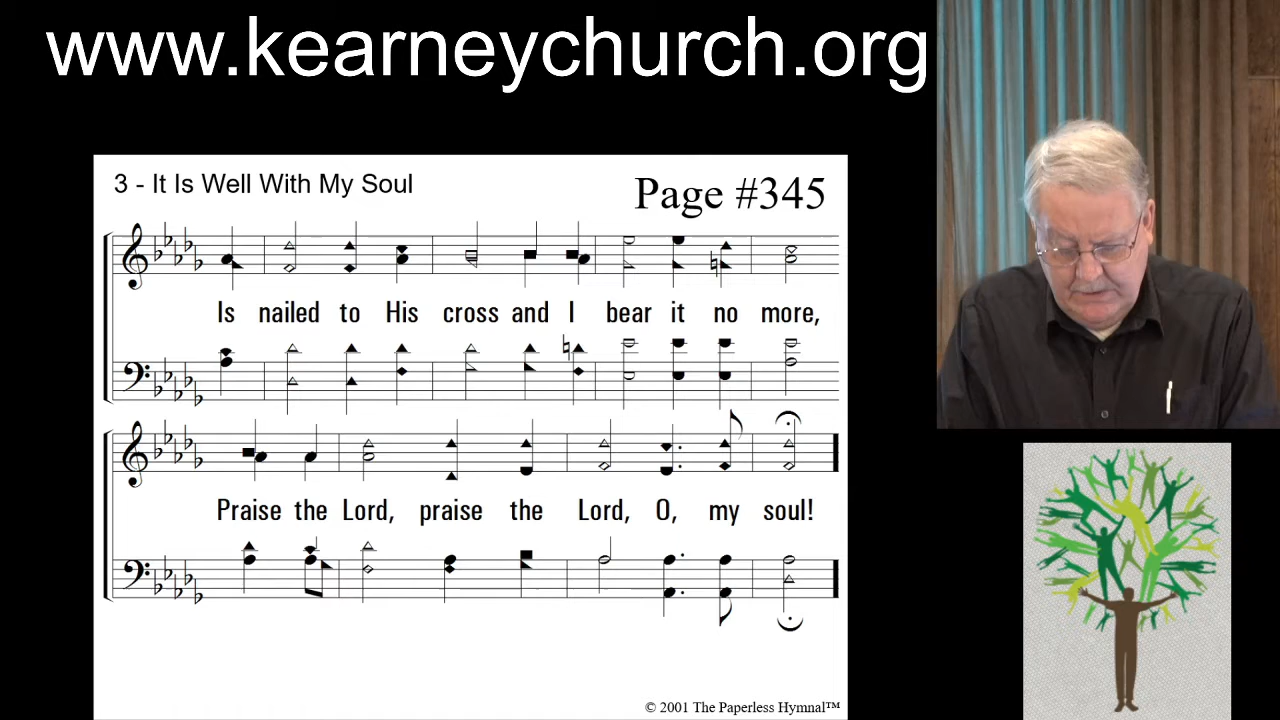 www.kearneychurch.org
3 - It Is Well With My Soul
Page #345
Is nailed to His cross and I bear it no more,
Praise the Lord, praise the Lord, O, my soul!
© 2001 The Paperless Hymnal™